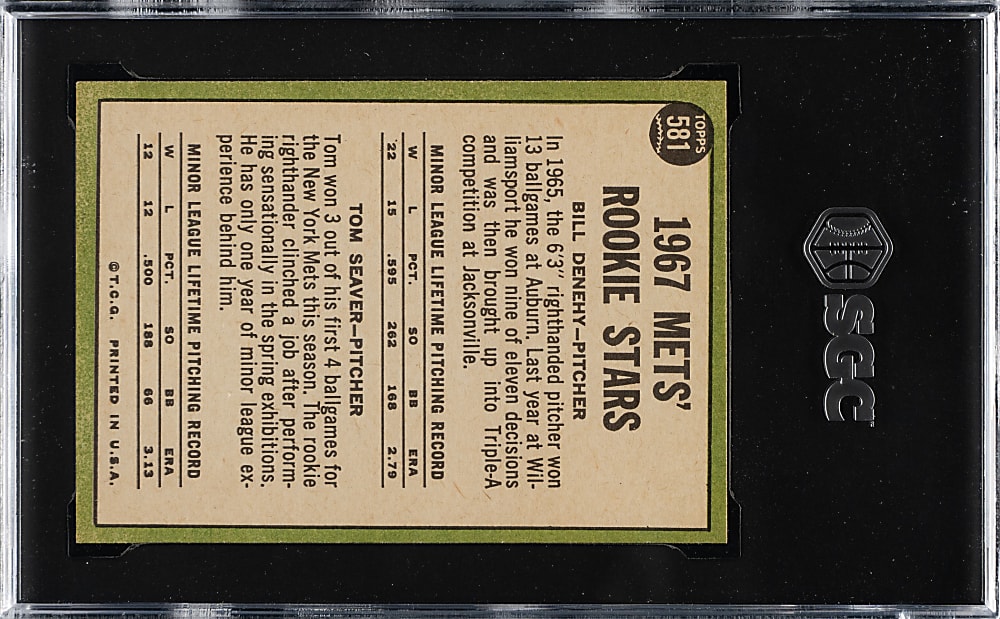 SGC
TOPPS
581
1967 METS'
ROOKIE STARS
BILL DENEHY—PITCHER
In 1965, the 6'3" righthanded pitcher won
13 ballgames at Auburn. Last year at Wil-
liamsport he won nine of eleven decisions
and was then brought up into Triple-A
competition at Jacksonville.
MINOR LEAGUE LIFETIME PITCHING RECORD
W L PCT. SO BB ERA
22 15 .595 262 168 2.79
TOM SEAVER—PITCHER
Tom won 3 out of his first 4 ballgames for
the New York Mets this season. The rookie
righthander clinched a job after perform-
ing sensationally in the spring exhibitions.
He has only one year of minor league ex-
perience behind him.
MINOR LEAGUE LIFETIME PITCHING RECORD
W L PCT. SO BB ERA
12 12 .500 188 66 3.13
© T.C.G. PRINTED IN U.S.A.